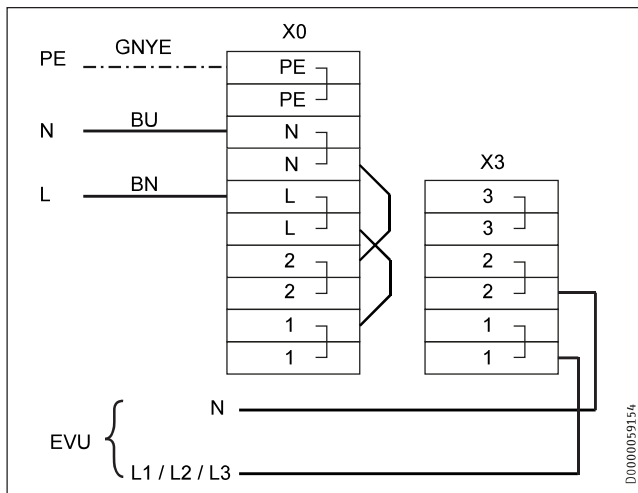 X0
PE GNYE
PE
PE
N BU
N
N
L BN
L
L
2
2
1
1
X3
3
3
2
2
1
1
EVU
N
L1 / L2 / L3
D0000059154